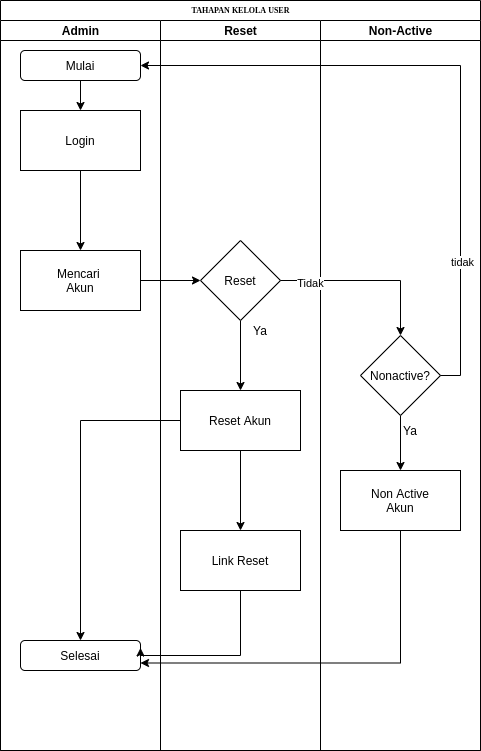 TAHAPAN KELOLA USER
Admin
Reset
Non-Active
Mulai
Login
Mencari
Akun
Reset
Tidak
tidak
Ya
Nonactive?
Reset Akun
Ya
Non Active
Akun
Link Reset
Selesai